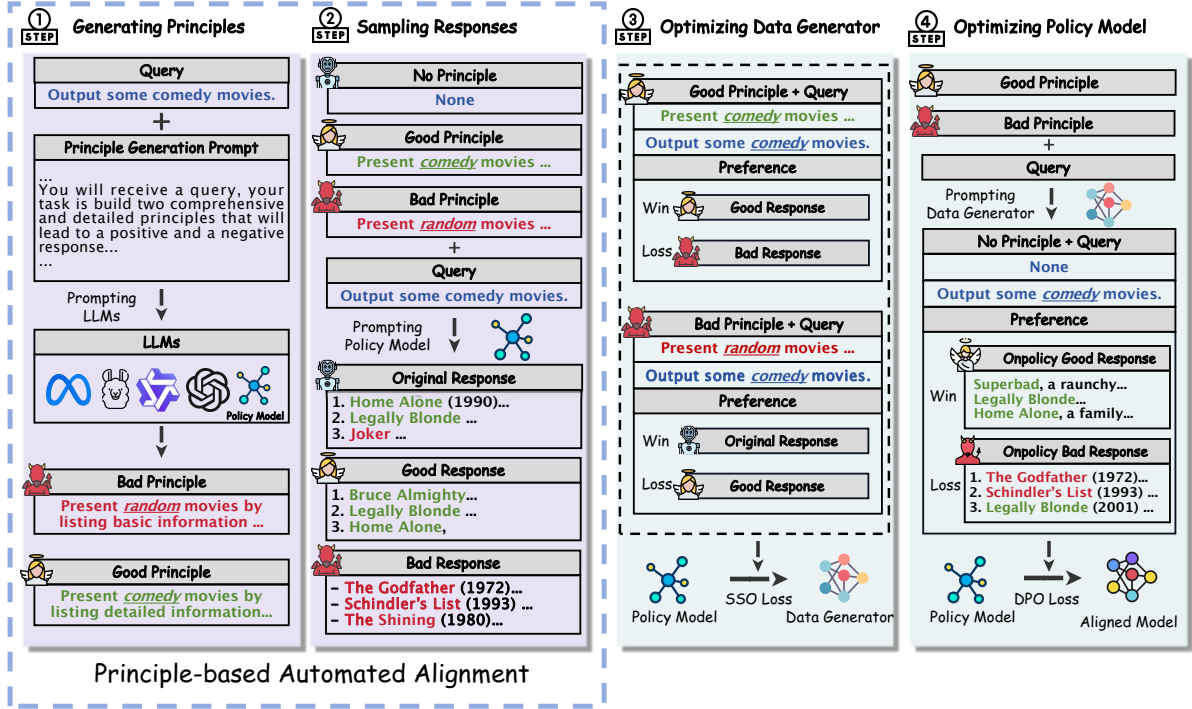 1
STEP
Generating Principles
Query
Output some comedy movies.
+
Principle Generation Prompt
...
You will receive a query, your
task is build two comprehensive
and detailed principles that will
lead to a positive and a negative
response...
...
Prompting
LLMs
LLMs
Policy Model
Bad Principle
Present random movies by
listing basic information ...
Good Principle
Present comedy movies by
listing detailed information...
2
STEP
Sampling Responses
No Principle
None
Good Principle
Present comedy movies ...
Bad Principle
Present random movies ...
+
Query
Output some comedy movies.
Prompting
Policy Model
Original Response
1. Home Alone (1990)...
2. Legally Blonde ...
3. Joker ...
Good Response
1. Bruce Almighty...
2. Legally Blonde ...
3. Home Alone,
Bad Response
– The Godfather (1972)...
– Schindler's List (1993) ...
– The Shining (1980)...
Principle-based Automated Alignment
3
STEP
Optimizing Data Generator
Good Principle + Query
Present comedy movies ...
Output some comedy movies.
Preference
Win
Good Response
Loss
Bad Response
Bad Principle + Query
Present random movies ...
Output some comedy movies.
Preference
Win
Original Response
Loss
Good Response
SSO Loss
Policy Model
Data Generator
4
STEP
Optimizing Policy Model
Good Principle
Bad Principle
+
Query
Prompting
Data Generator
No Principle + Query
None
Output some comedy movies.
Preference
Win
Onpolicy Good Response
Superbad, a raunchy...
Legally Blonde...
Home Alone, a family...
Loss
Onpolicy Bad Response
1. The Godfather (1972)...
2. Schindler's List (1993) ...
3. Legally Blonde (2001) ...
DPO Loss
Policy Model
Aligned Model